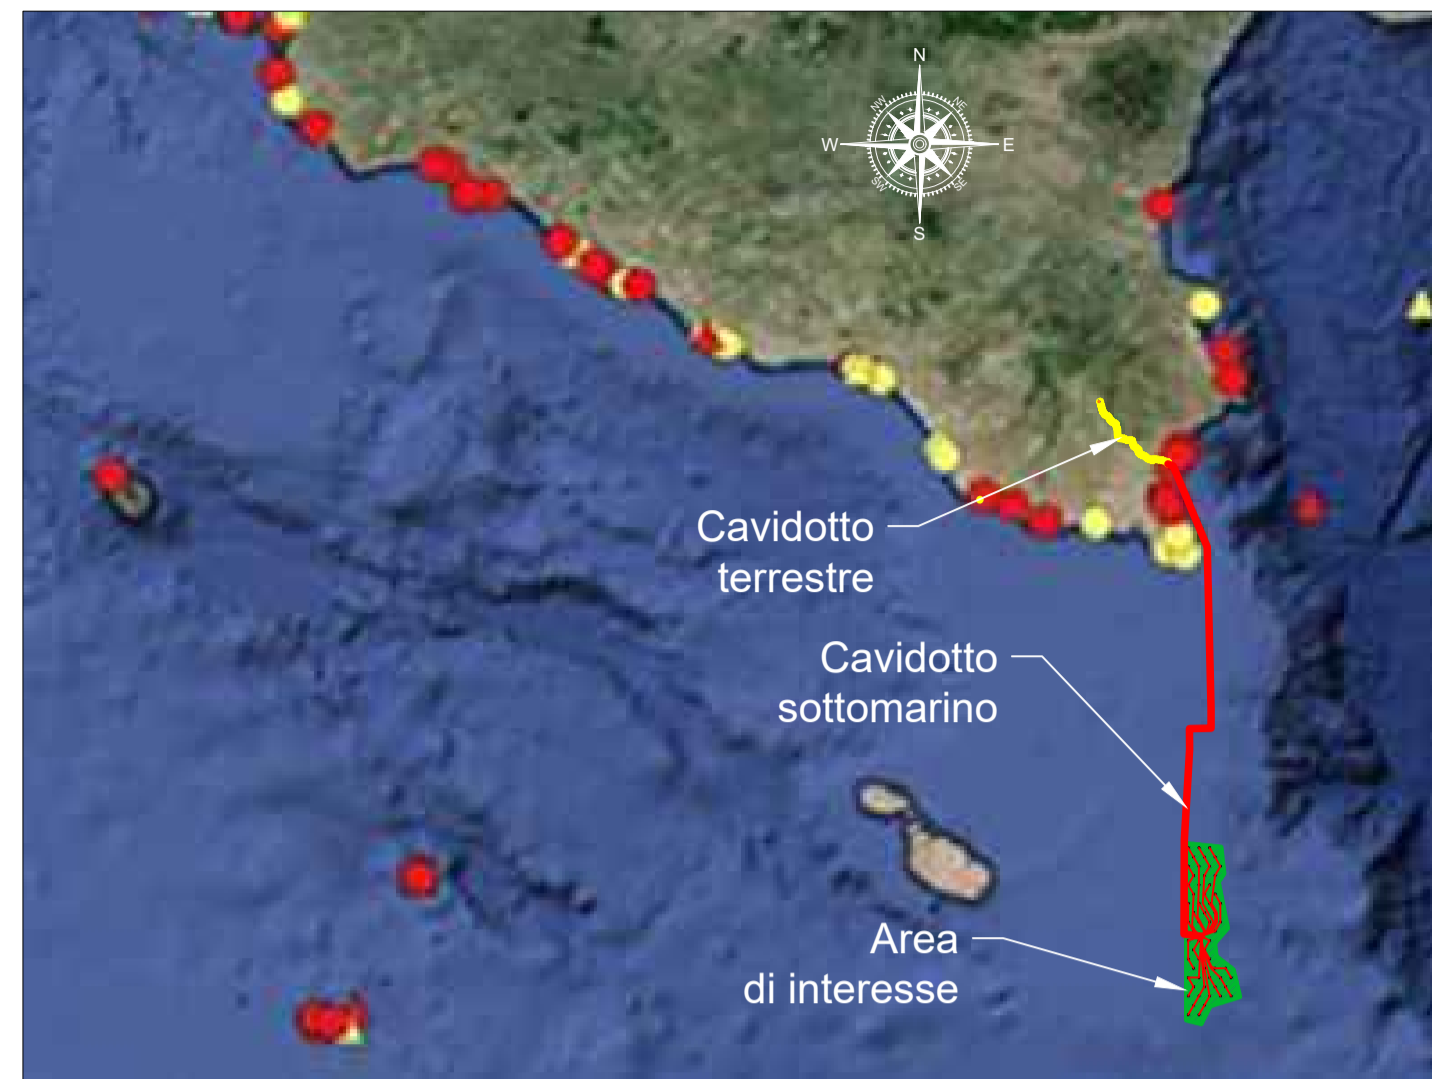 N
NW
NE
W
E
SW
SE
S
Cavidotto
terrestre
Cavidotto
sottomarino
Area
di interesse